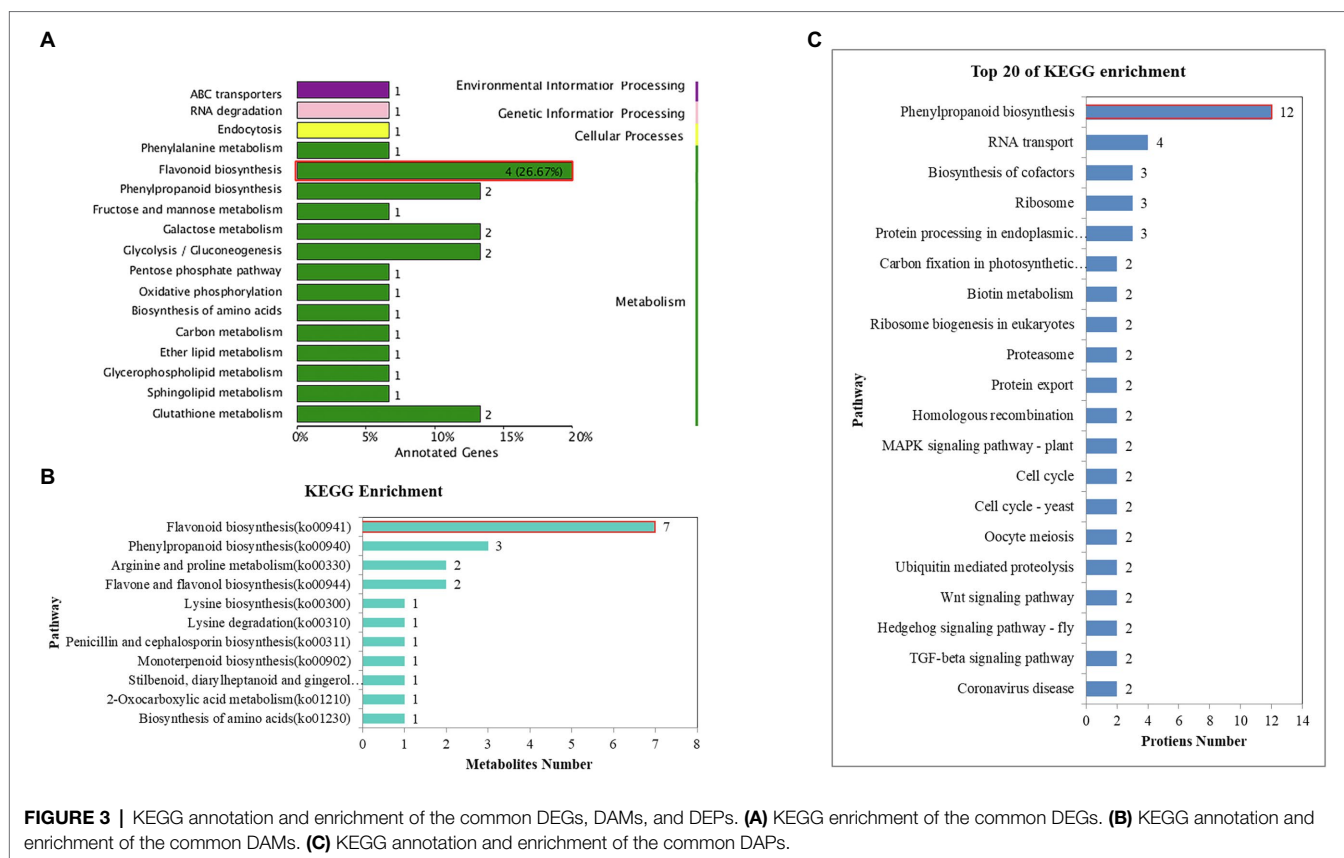 A
ABC transporters 1 Environmental Information Processing
RNA degradation 1 Genetic Information Processing
Endocytosis 1 Cellular Processes
Phenylalanine metabolism 1
Flavonoid biosynthesis 4 (26.67%)
Phenylpropanoid biosynthesis 2
Fructose and mannose metabolism 1
Galactose metabolism 2
Glycolysis / Gluconeogenesis 2
Pentose phosphate pathway 1
Oxidative phosphorylation 1 Metabolism
Biosynthesis of amino acids 1
Carbon metabolism 1
Ether lipid metabolism 1
Glycerophospholipid metabolism 1
Sphingolipid metabolism 1
Glutathione metabolism 2
0% 5% 10% 15% 20%
Annotated Genes
B
KEGG Enrichment
Pathway
Flavonoid biosynthesis(ko00941) 7
Phenylpropanoid biosynthesis(ko00940) 3
Arginine and proline metabolism(ko00330) 2
Flavone and flavonol biosynthesis(ko00944) 2
Lysine biosynthesis(ko00300) 1
Lysine degradation(ko00310) 1
Penicillin and cephalosporin biosynthesis(ko00311) 1
Monoterpenoid biosynthesis(ko00902) 1
Stilbenoid, diarylheptanoid and gingerol... 1
2-Oxocarboxylic acid metabolism(ko01210) 1
Biosynthesis of amino acids(ko01230) 1
0 1 2 3 4 5 6 7 8
Metabolites Number
C
Top 20 of KEGG enrichment
Pathway
Phenylpropanoid biosynthesis 12
RNA transport 4
Biosynthesis of cofactors 3
Ribosome 3
Protein processing in endoplasmic... 3
Carbon fixation in photosynthetic... 2
Biotin metabolism 2
Ribosome biogenesis in eukaryotes 2
Proteasome 2
Protein export 2
Homologous recombination 2
MAPK signaling pathway - plant 2
Cell cycle 2
Cell cycle - yeast 2
Oocyte meiosis 2
Ubiquitin mediated proteolysis 2
Wnt signaling pathway 2
Hedgehog signaling pathway - fly 2
TGF-beta signaling pathway 2
Coronavirus disease 2
0 2 4 6 8 10 12 14
Protiens Number
FIGURE 3 | KEGG annotation and enrichment of the common DEGs, DAMs, and DEPs. (A) KEGG enrichment of the common DEGs. (B) KEGG annotation and
enrichment of the common DAMs. (C) KEGG annotation and enrichment of the common DAPs.